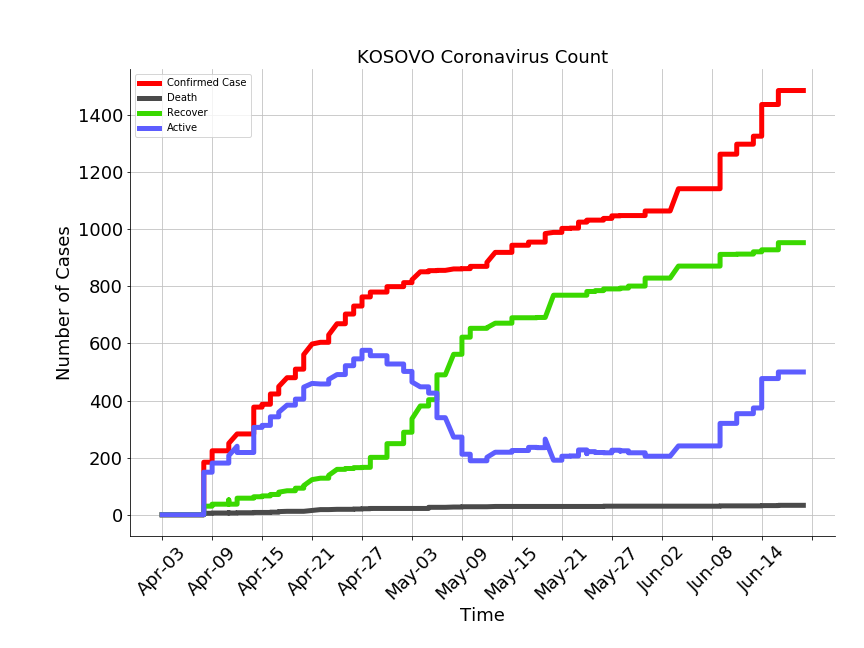 KOSOVO Coronavirus Count
Confirmed Case
Death
Recover
Active
1400
1200
1000
800
600
400
200
0
Number of Cases
Apr-03
Apr-09
Apr-15
Apr-21
Apr-27
May-03
May-09
May-15
May-21
May-27
Jun-02
Jun-08
Jun-14
Time